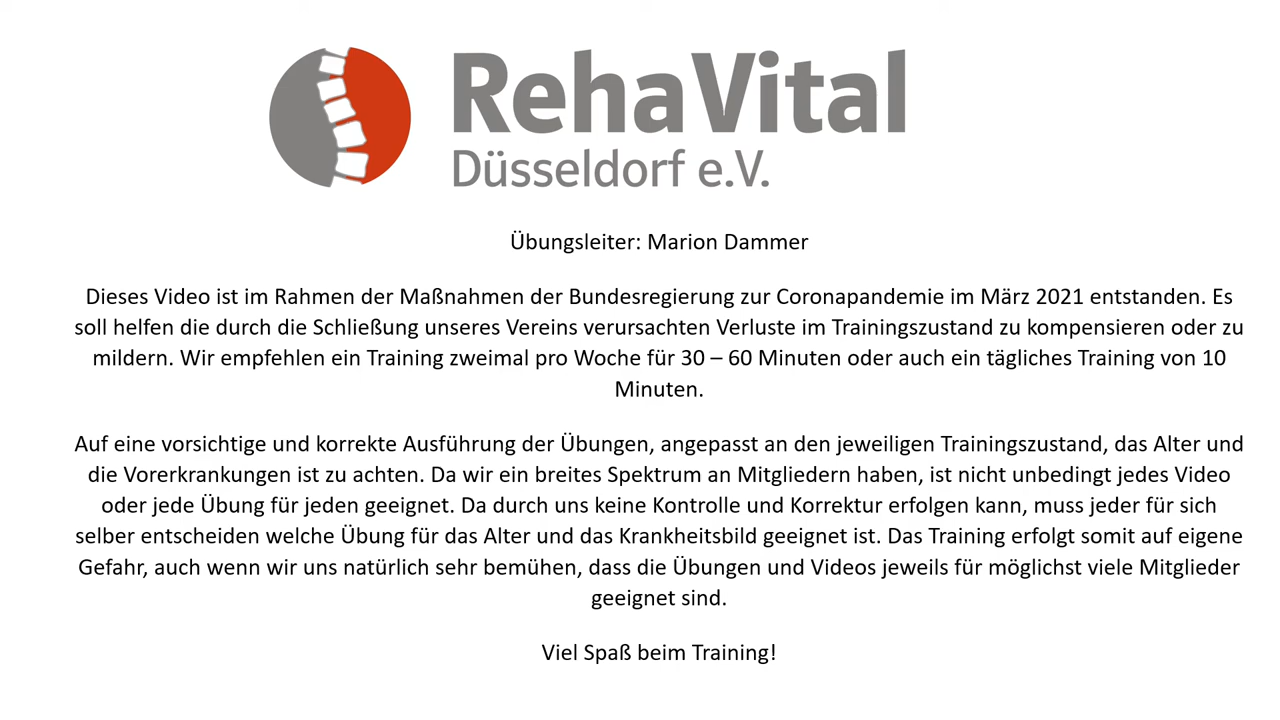 RehaVital
Düsseldorf e.V.
Übungsleiter: Marion Dammer
Dieses Video ist im Rahmen der Maßnahmen der Bundesregierung zur Coronapandemie im März 2021 entstanden. Es
soll helfen die durch die Schließung unseres Vereins verursachten Verluste im Trainingszustand zu kompensieren oder zu
mildern. Wir empfehlen ein Training zweimal pro Woche für 30 – 60 Minuten oder auch ein tägliches Training von 10
Minuten.
Auf eine vorsichtige und korrekte Ausführung der Übungen, angepasst an den jeweiligen Trainingszustand, das Alter und
die Vorerkrankungen ist zu achten. Da wir ein breites Spektrum an Mitgliedern haben, ist nicht unbedingt jedes Video
oder jede Übung für jeden geeignet. Da durch uns keine Kontrolle und Korrektur erfolgen kann, muss jeder für sich
selber entscheiden welche Übung für das Alter und das Krankheitsbild geeignet ist. Das Training erfolgt somit auf eigene
Gefahr, auch wenn wir uns natürlich sehr bemühen, dass die Übungen und Videos jeweils für möglichst viele Mitglieder
geeignet sind.
Viel Spaß beim Training!